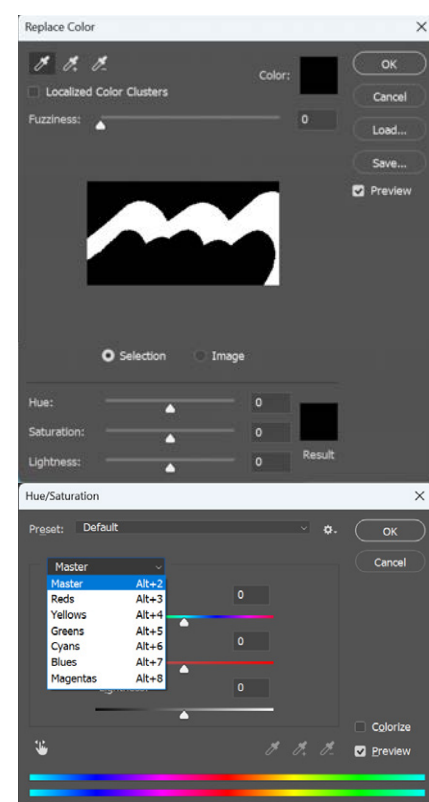 Replace Color
Color:
OK
Localized Color Clusters
Cancel
Fuzziness:
0
Load...
Save...
Preview
Selection
Image
Hue:
0
Saturation:
0
Lightness:
0
Result
Hue/Saturation
Preset:
Default
OK
Master
Cancel
Master Alt+2
Reds Alt+3
0
Yellows Alt+4
Greens Alt+5
0
Cyans Alt+6
Blues Alt+7
Magentas Alt+8
0
Colorize
Preview